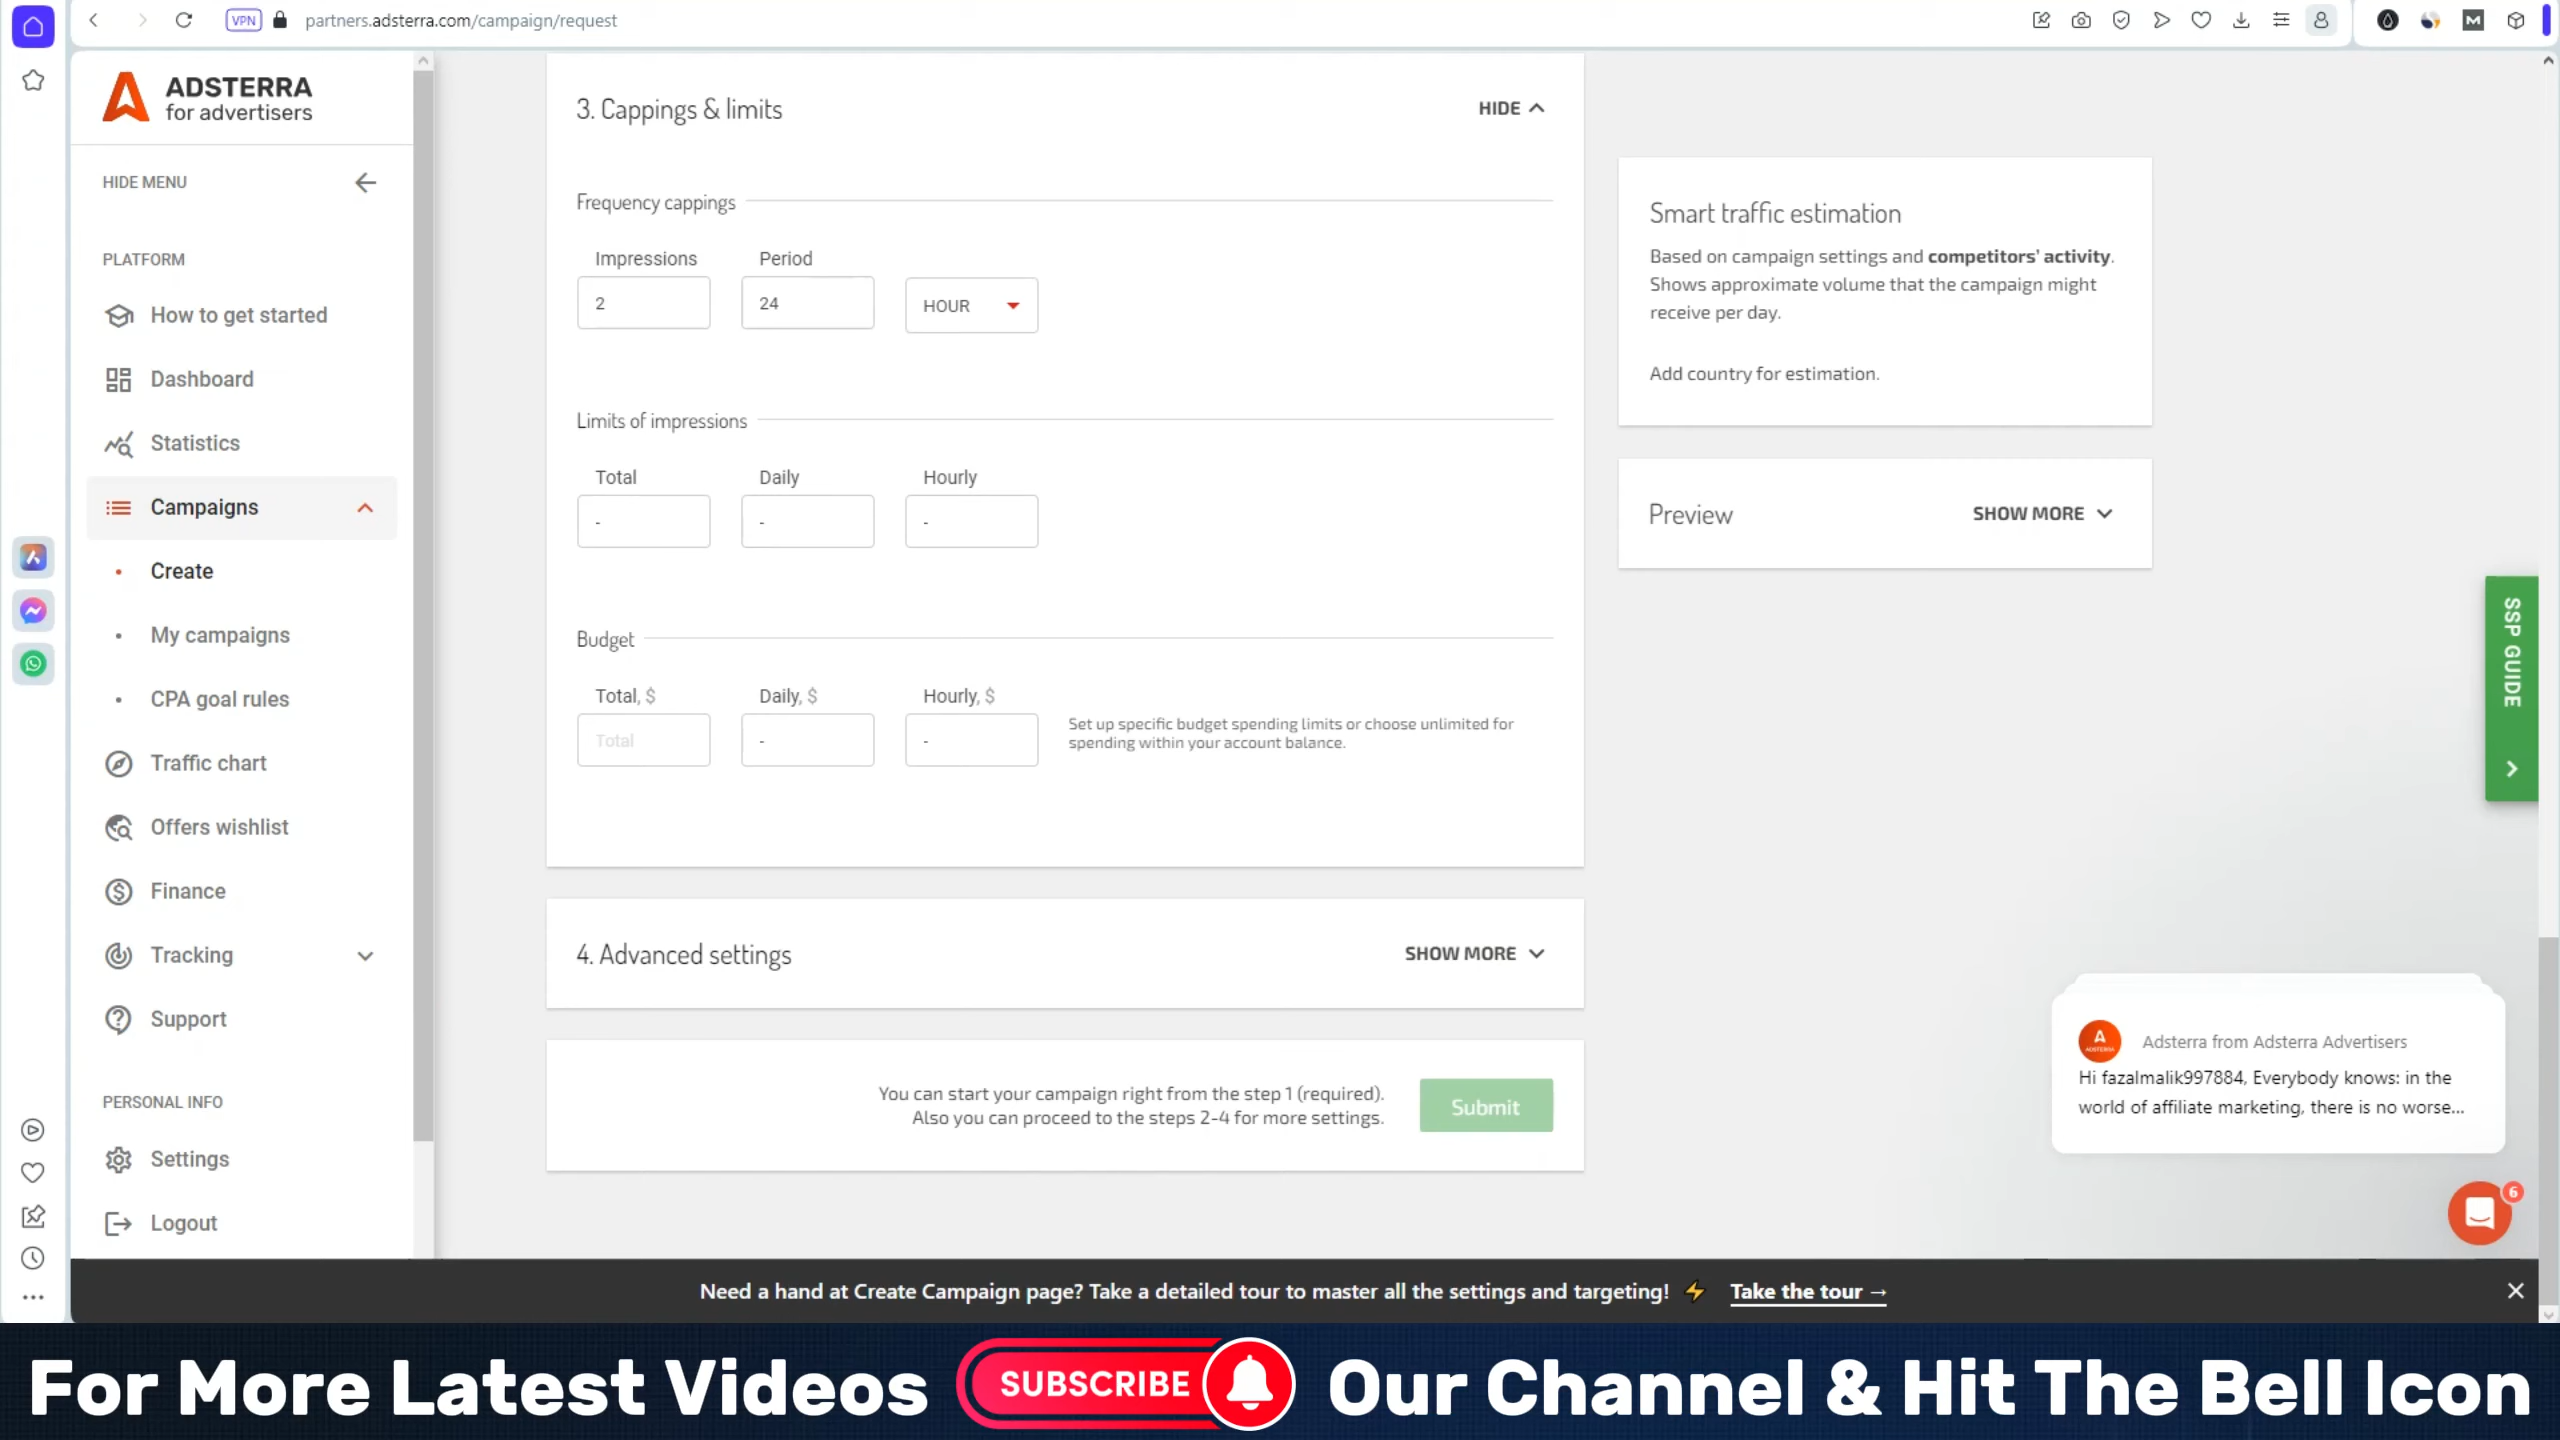 VPN
partners.adsterra.com/campaign/request
ADSTERRA
for advertisers
HIDE MENU
PLATFORM
How to get started
Dashboard
Statistics
Campaigns
Create
My campaigns
CPA goal rules
Traffic chart
Offers wishlist
Finance
Tracking
Support
PERSONAL INFO
Settings
Logout
3. Cappings & limits
HIDE
Frequency cappings
Impressions Period
2 24 HOUR
Limits of impressions
Total Daily Hourly
- - -
Budget
Total, $ Daily, $ Hourly, $
Total - -
Set up specific budget spending limits or choose unlimited for
spending within your account balance.
4. Advanced settings
SHOW MORE
You can start your campaign right from the step 1 (required).
Also you can proceed to the steps 2-4 for more settings.
Submit
Smart traffic estimation
Based on campaign settings and competitors' activity.
Shows approximate volume that the campaign might
receive per day.
Add country for estimation.
Preview
SHOW MORE
SSP GUIDE
Adsterra from Adsterra Advertisers
Hi fazalmalik997884, Everybody knows: in the
world of affiliate marketing, there is no worse...
6
Need a hand at Create Campaign page? Take a detailed tour to master all the settings and targeting! ⚡ Take the tour →
For More Latest Videos SUBSCRIBE Our Channel & Hit The Bell Icon